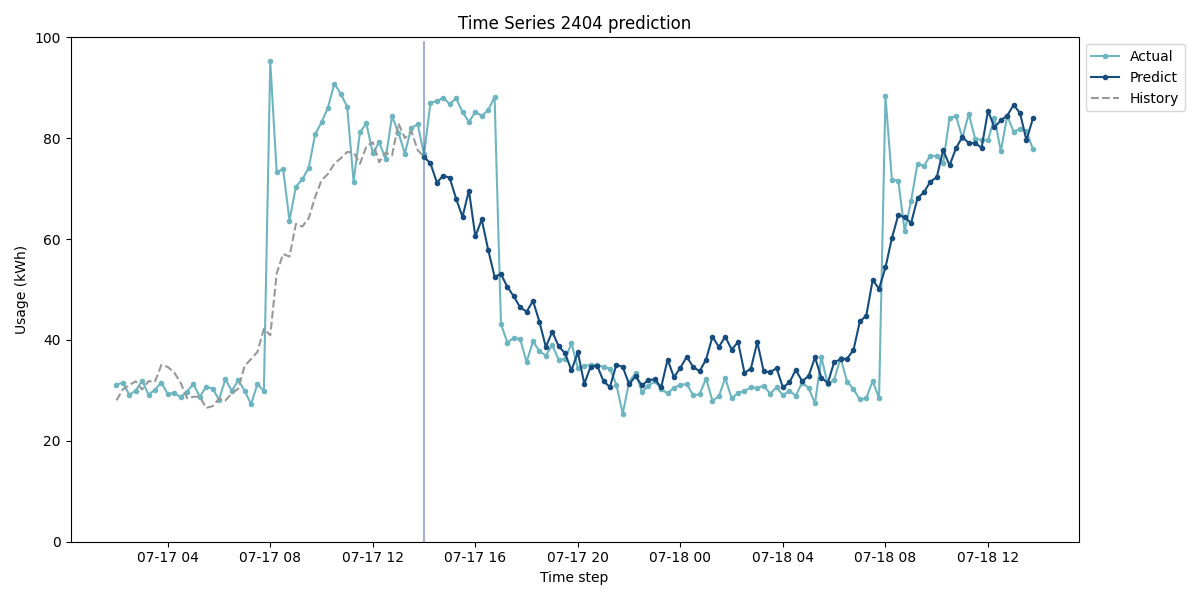 Time Series 2404 prediction
Usage (kWh)
100
80
60
40
20
0
07-17 04
07-17 08
07-17 12
07-17 16
07-17 20
07-18 00
07-18 04
07-18 08
07-18 12
Time step
Actual
Predict
History